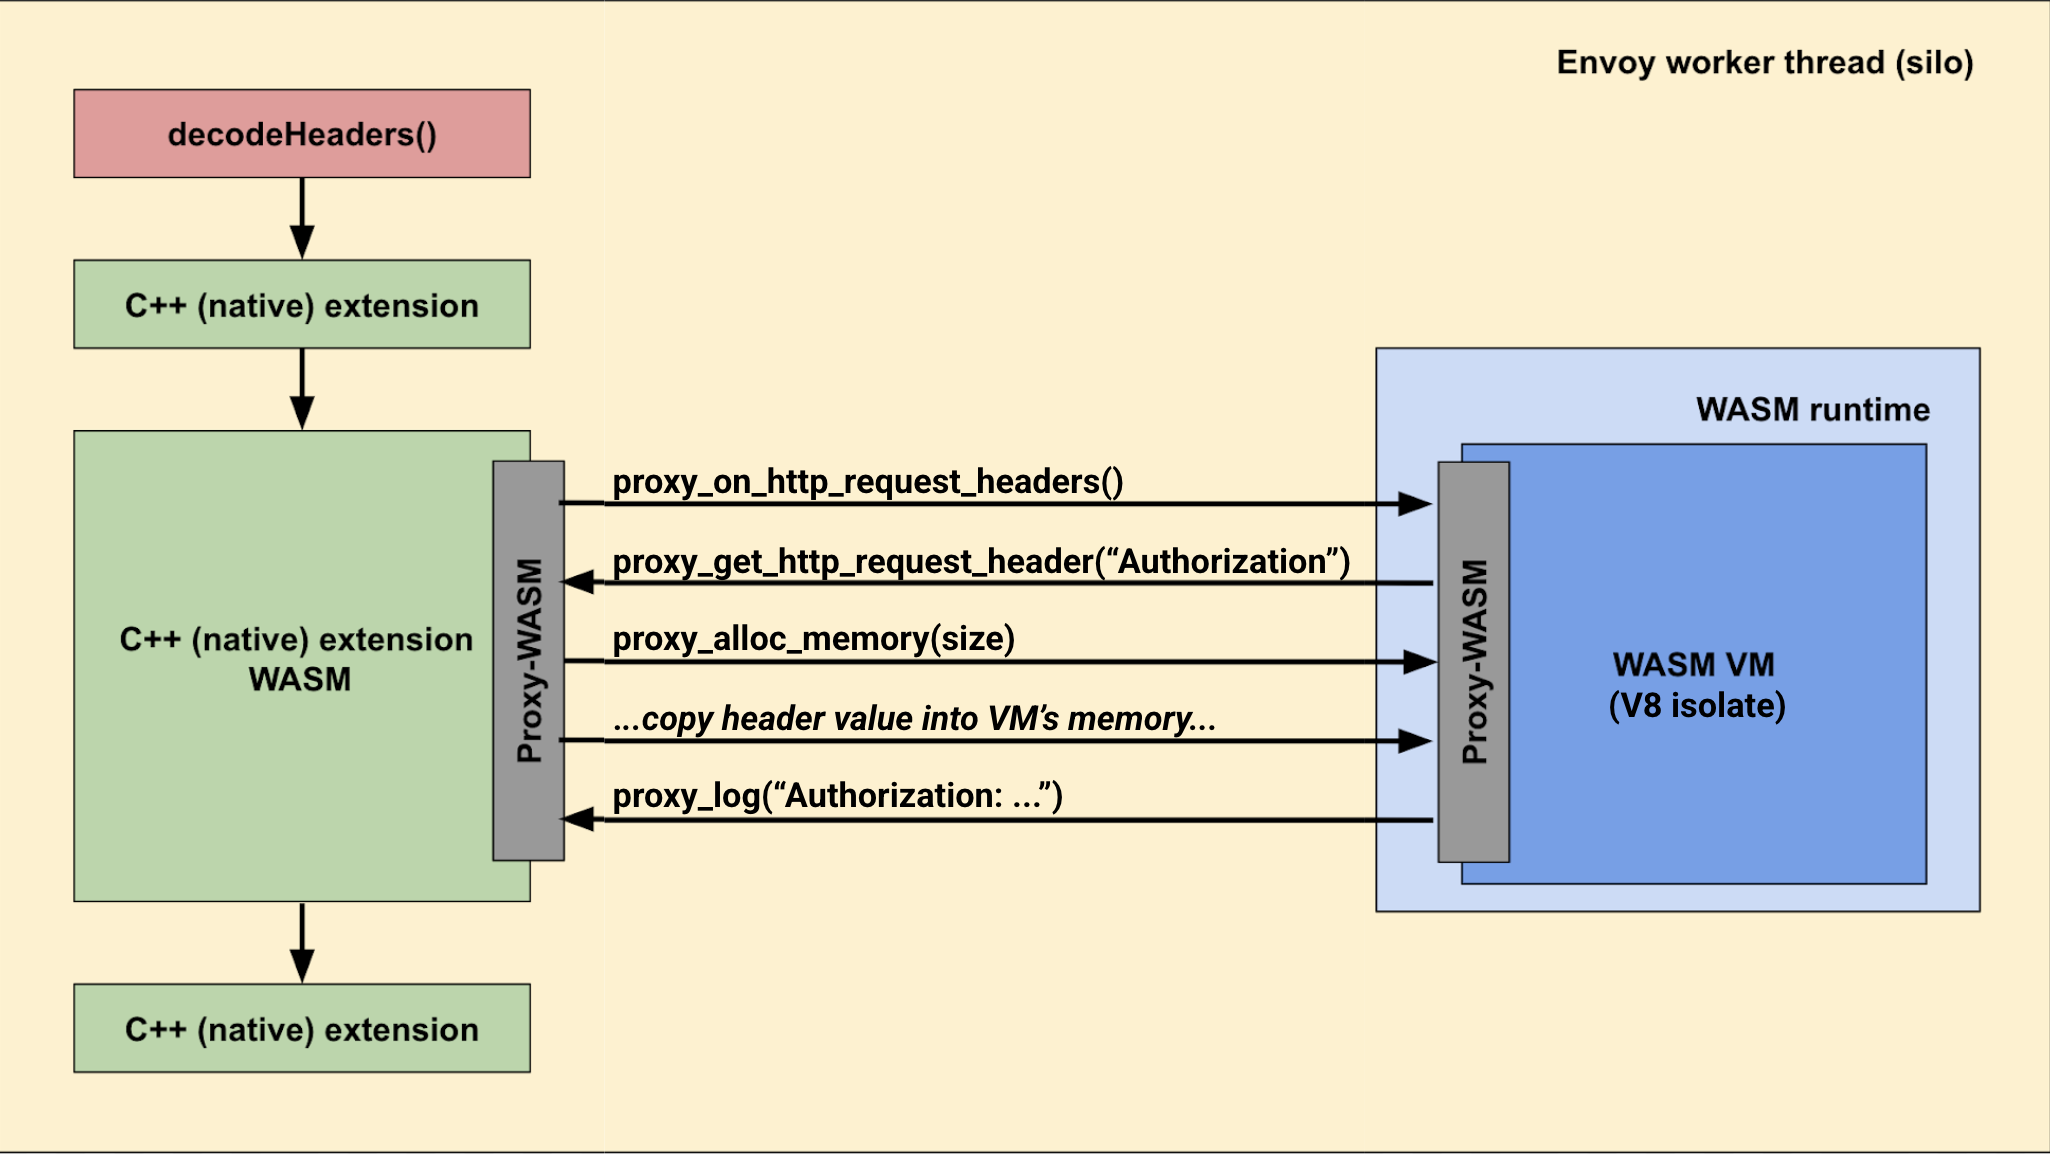 Envoy worker thread (silo)
decodeHeaders()
C++ (native) extension
C++ (native) extension
WASM
Proxy-WASM
proxy_on_http_request_headers()
proxy_get_http_request_header(“Authorization”)
proxy_alloc_memory(size)
...copy header value into VM’s memory...
proxy_log(“Authorization: ...”)
WASM runtime
Proxy-WASM
WASM VM
(V8 isolate)
C++ (native) extension